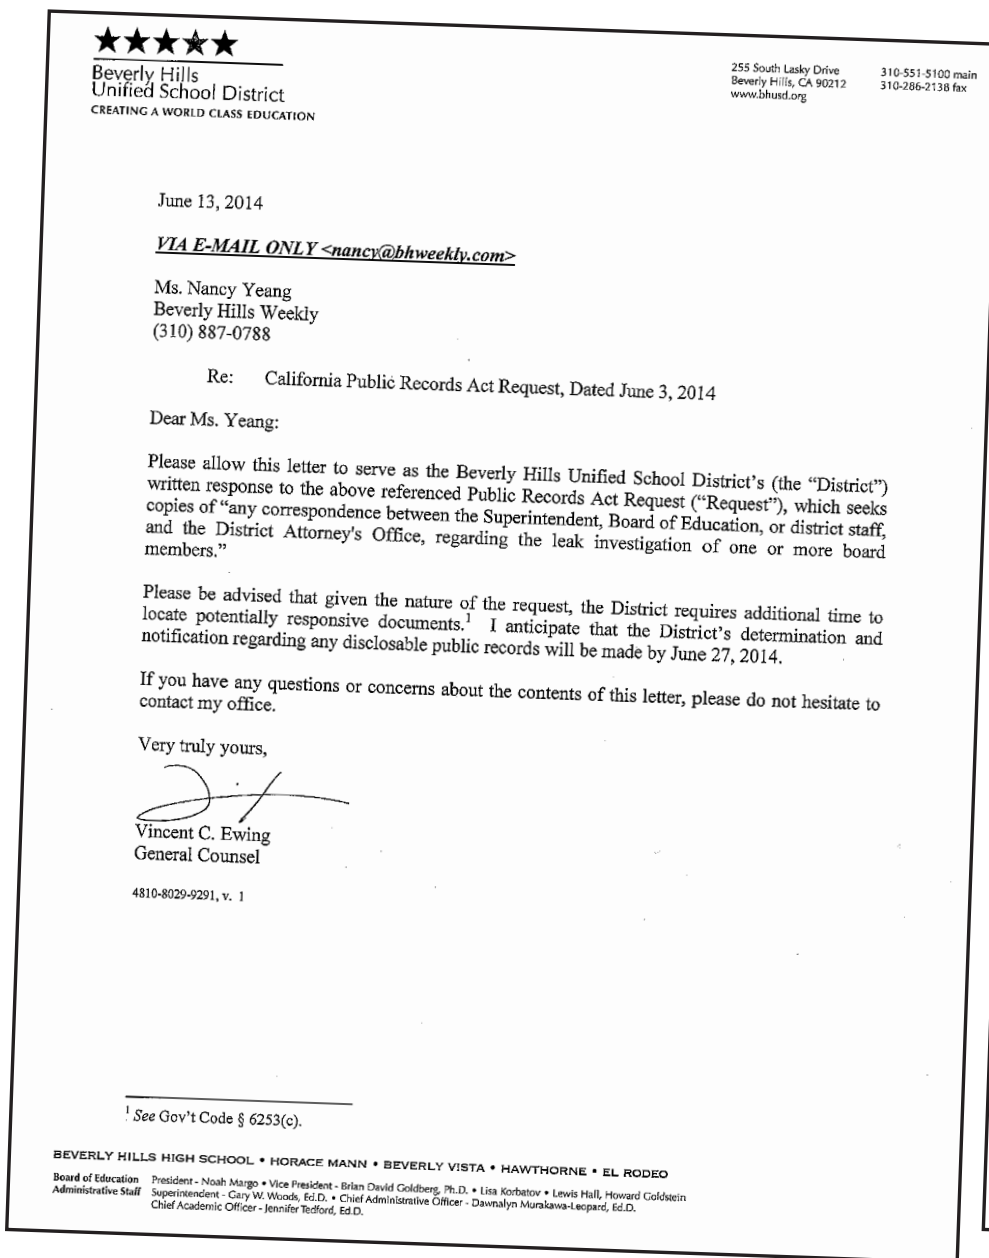 Beverly Hills
Unified School District
CREATING A WORLD CLASS EDUCATION
255 South Lasky Drive
Beverly Hills, CA 90212
www.bhusd.org
310-551-5100 main
310-286-2138 fax
June 13, 2014
VIA E-MAIL ONLY <nancy@bhweekly.com>
Ms. Nancy Yeang
Beverly Hills Weekly
(310) 887-0788
Re: California Public Records Act Request, Dated June 3, 2014
Dear Ms. Yeang:
Please allow this letter to serve as the Beverly Hills Unified School District's (the “District”)
written response to the above referenced Public Records Act Request (“Request”), which seeks
copies of “any correspondence between the Superintendent, Board of Education, or district staff,
and the District Attorney's Office, regarding the leak investigation of one or more board
members.”
Please be advised that given the nature of the request, the District requires additional time to
locate potentially responsive documents.¹ I anticipate that the District's determination and
notification regarding any disclosable public records will be made by June 27, 2014.
If you have any questions or concerns about the contents of this letter, please do not hesitate to
contact my office.
Very truly yours,
Vincent C. Ewing
General Counsel
4810-8029-9291, v. 1
¹ See Gov't Code § 6253(c).
BEVERLY HILLS HIGH SCHOOL • HORACE MANN • BEVERLY VISTA • HAWTHORNE • EL RODEO
Board of Education President - Noah Margo • Vice President - Brian David Goldberg, Ph.D. • Lisa Korbatov • Lewis Hall, Howard Goldstein
Administrative Staff Superintendent - Gary W. Woods, Ed.D. • Chief Administrative Officer - Dawnalyn Murakawa-Leopard, Ed.D.
Chief Academic Officer - Jennifer Tedford, Ed.D.